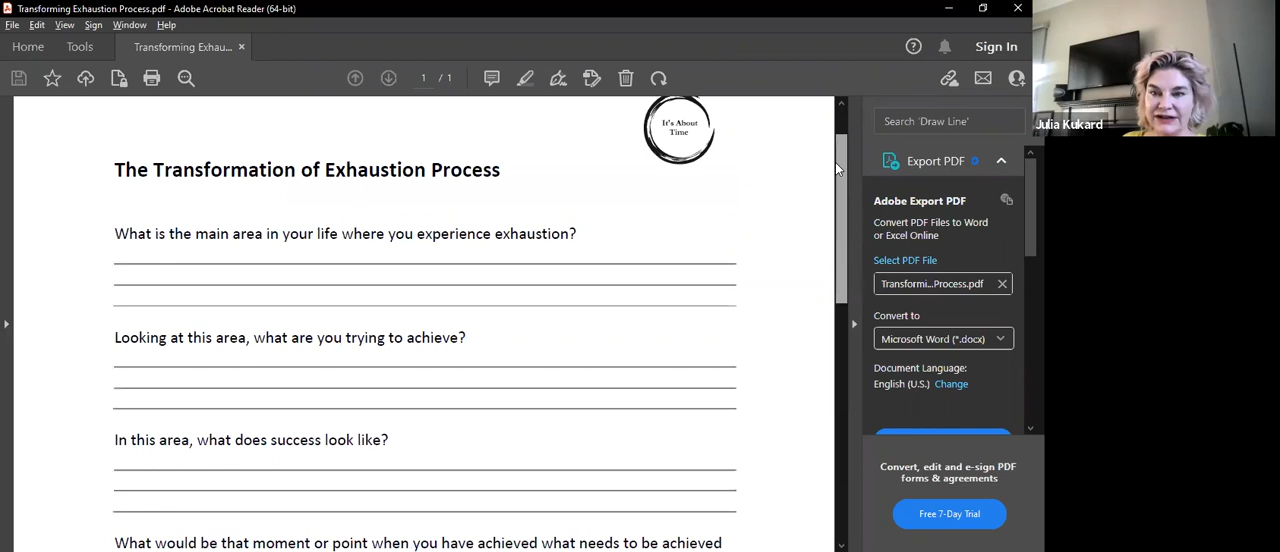 Transforming Exhaustion Process.pdf - Adobe Acrobat Reader (64-bit)
File Edit View Sign Window Help
Home Tools Transforming Exhau... × Sign In
1 / 1
Julia Kukard
It's About
Time
Search 'Draw Line'
The Transformation of Exhaustion Process
Export PDF
Adobe Export PDF
Convert PDF Files to Word
or Excel Online
What is the main area in your life where you experience exhaustion?
Select PDF File
Transformi...Process.pdf
Convert to
Looking at this area, what are you trying to achieve?
Microsoft Word (*.docx)
Document Language:
English (U.S.) Change
In this area, what does success look like?
Convert, edit and e-sign PDF
forms & agreements
Free 7-Day Trial
What would be that moment or point when you have achieved what needs to be achieved